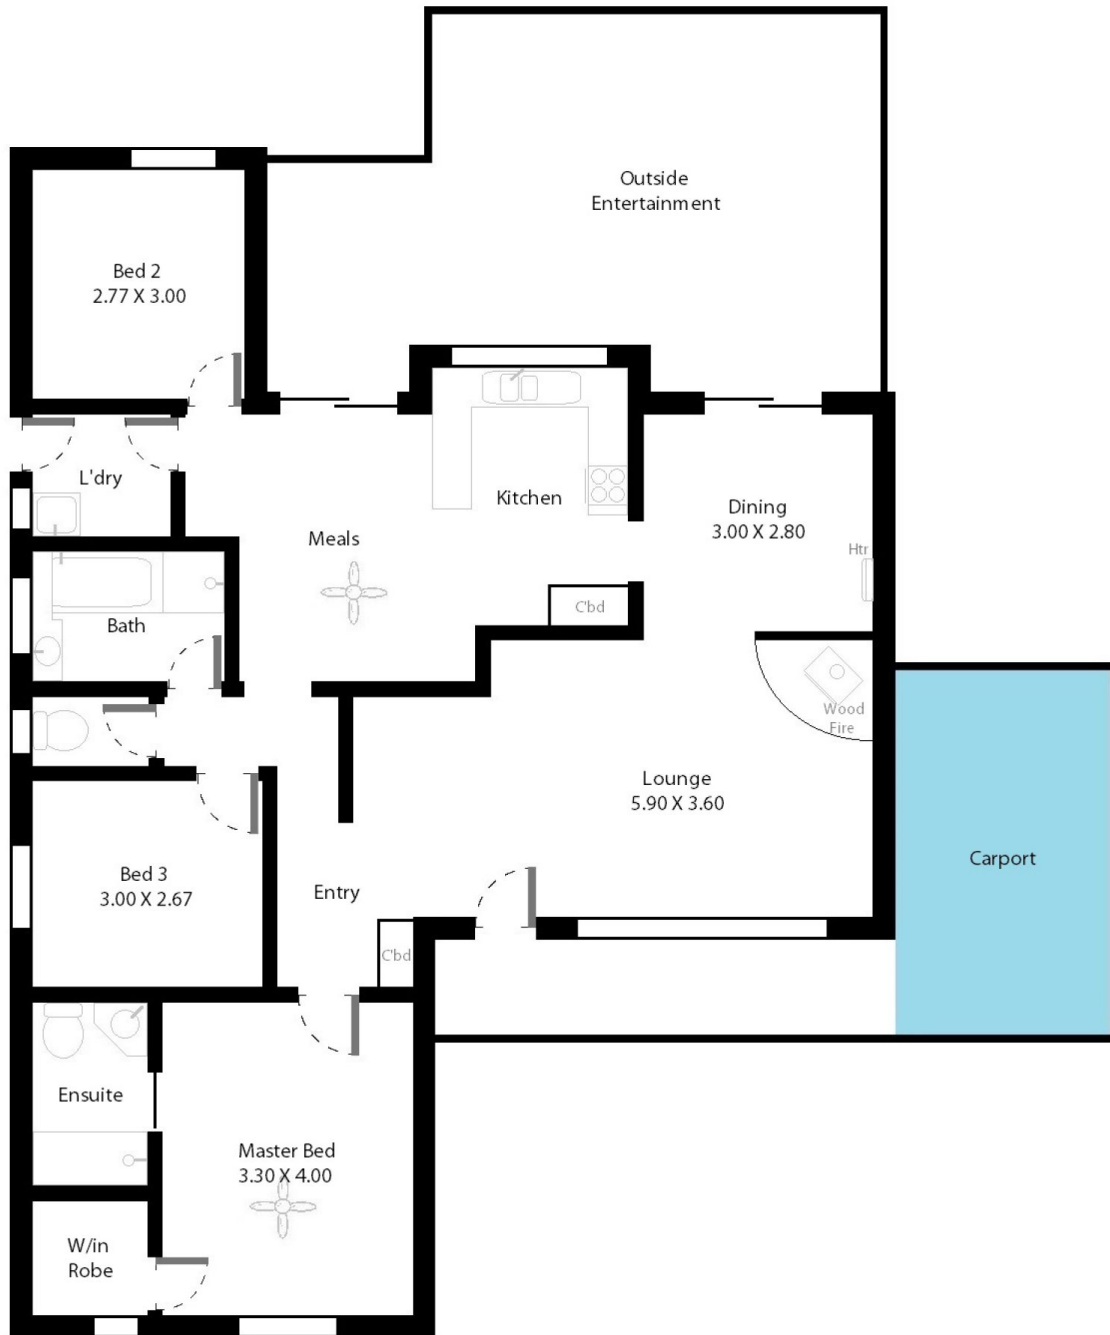 Outside
Entertainment
Bed 2
2.77 X 3.00
L'dry
Kitchen
Dining
3.00 X 2.80
Meals
Htr
C'bd
Bath
Wood
Fire
Lounge
5.90 X 3.60
Carport
Bed 3
3.00 X 2.67
Entry
C'bd
Ensuite
Master Bed
3.30 X 4.00
W/in
Robe